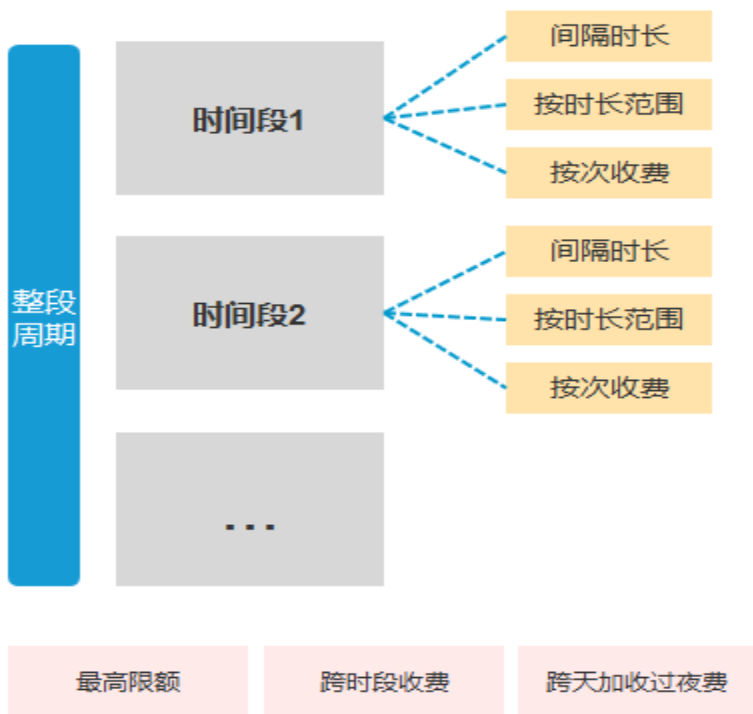 整段
周期
时间段1
间隔时长
按时长范围
按次收费
时间段2
间隔时长
按时长范围
按次收费
...
最高限额
跨时段收费
跨天加收过夜费